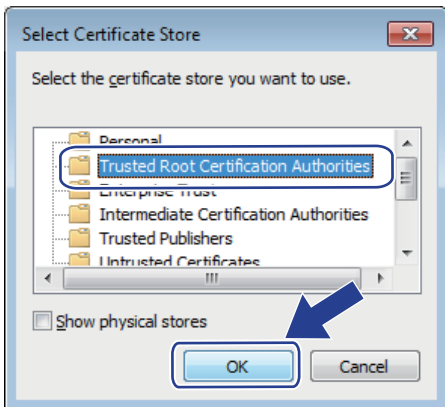 Select Certificate Store
Select the certificate store you want to use.
Personal
Trusted Root Certification Authorities
Enterprise Trust
Intermediate Certification Authorities
Trusted Publishers
Untrusted Certificates
Show physical stores
OK
Cancel